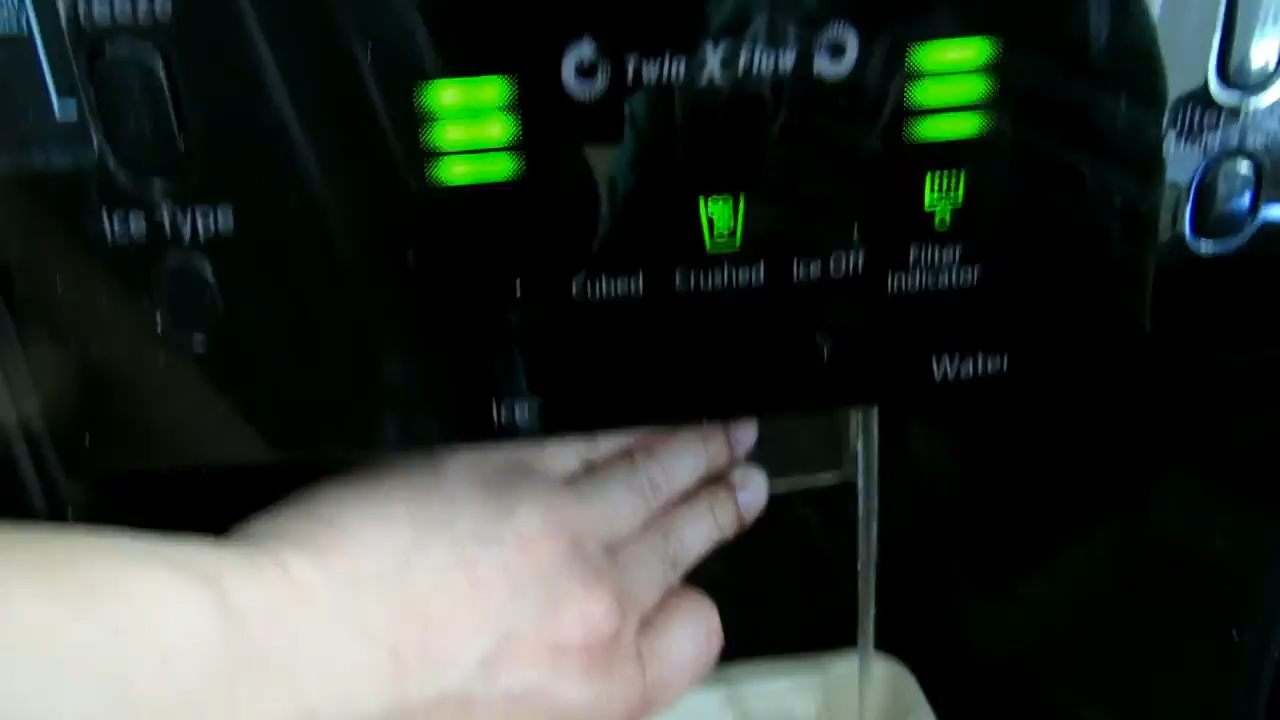 Twin X Flow
Ice Type
Cubed
Crushed
Ice Off
Filter
Indicator
Water